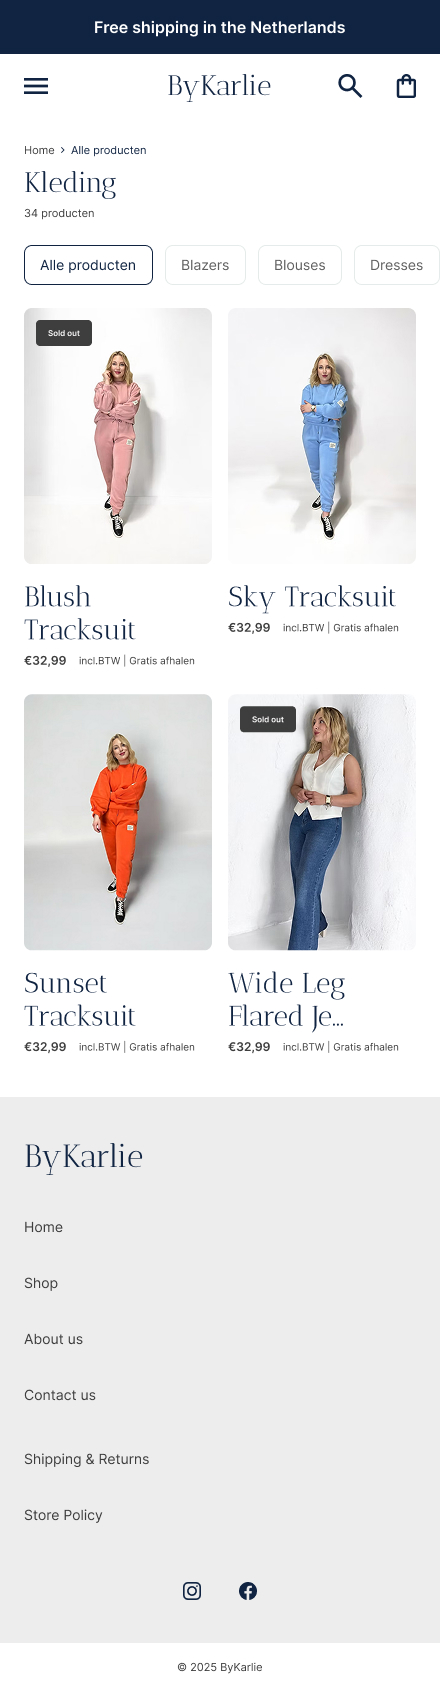 Free shipping in the Netherlands
ByKarlie
Home > Alle producten
Kleding
34 producten
Alle producten
Blazers
Blouses
Dresses
Sold out
Blush
Tracksuit
€32,99 incl.BTW | Gratis afhalen
Sky Tracksuit
€32,99 incl.BTW | Gratis afhalen
Sunset
Tracksuit
€32,99 incl.BTW | Gratis afhalen
Sold out
Wide Leg
Flared Je...
€32,99 incl.BTW | Gratis afhalen
ByKarlie
Home
Shop
About us
Contact us
Shipping & Returns
Store Policy
© 2025 ByKarlie